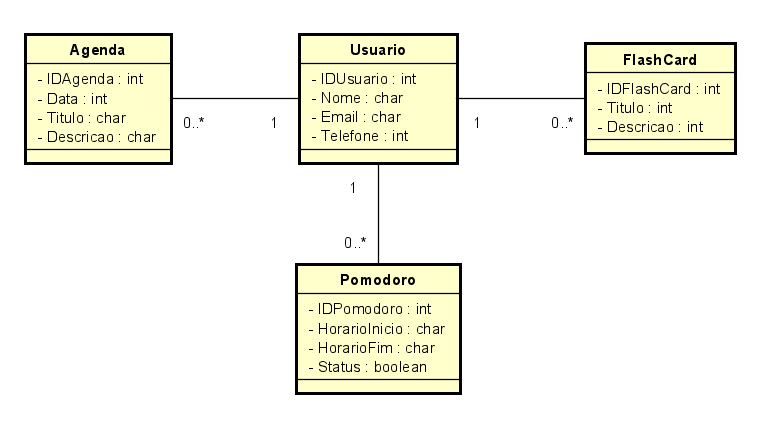 Agenda
- IDAgenda : int
- Data : int
- Titulo : char
- Descricao : char
0..*
1
Usuario
- IDUsuario : int
- Nome : char
- Email : char
- Telefone : int
1
0..*
FlashCard
- IDFlashCard : int
- Titulo : int
- Descricao : int
1
0..*
Pomodoro
- IDPomodoro : int
- HorarioInicio : char
- HorarioFim : char
- Status : boolean